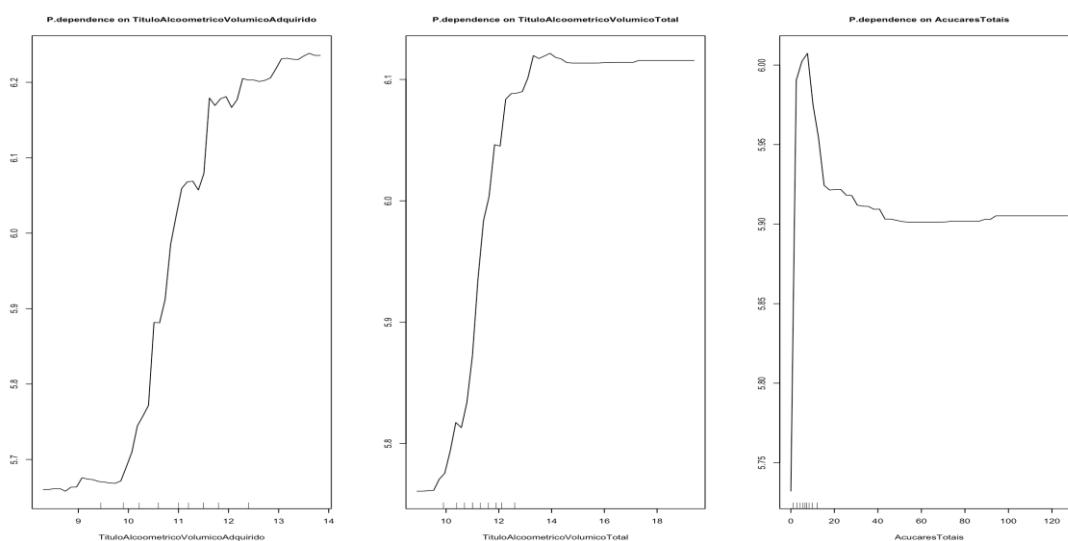 P.dependence on TituloAlcoometricoVolumicoAdquirido
6.2
6.1
6.0
5.9
5.8
5.7
9 10 11 12 13 14
TituloAlcoometricoVolumicoAdquirido
P.dependence on TituloAlcoometricoVolumicoTotal
6.1
6.0
5.9
5.8
10 12 14 16 18
TituloAlcoometricoVolumicoTotal
P.dependence on AcucaresTotais
6.00
5.95
5.90
5.85
5.80
5.75
0 20 40 60 80 100 120
AcucaresTotais